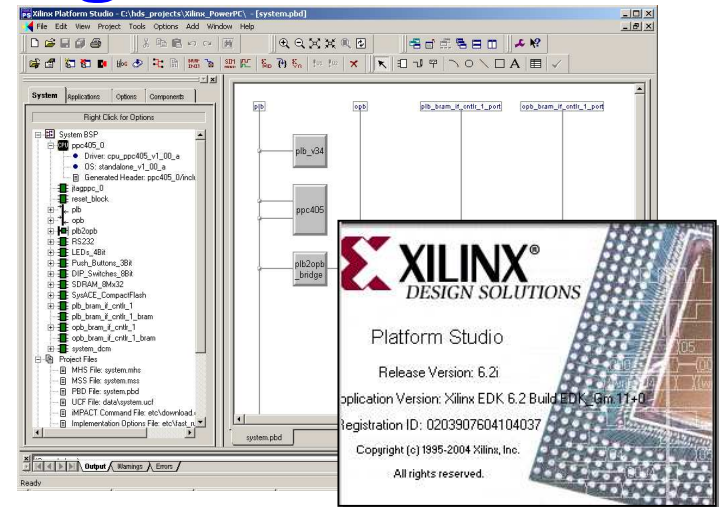 Xilinx Platform Studio - C:\hds_projects\Xilinx_PowerPC\ - [system.pbd]
File Edit View Project Tools Options Add Window Help
System Applications Options Components
Right Click for Options
System BSP
ppc405_0
Driver: cpu_ppc405_v1_00_a
OS: standalone_v1_00_a
Generated Header: ppc405_0/inclu
jtagppc_0
reset_block
plb
opb
plb2opb
RS232
LEDs_4Bit
Push_Buttons_3Bit
DIP_Switches_8Bit
SDRAM_8Mx32
SysACE_CompactFlash
plb_bram_if_cntlr_1
plb_bram_if_cntlr_1_bram
opb_bram_if_cntlr_1
opb_bram_if_cntlr_1_bram
system_dcm
Project Files
MHS File: system.mhs
MSS File: system.mss
PBD File: system.pbd
UCF File: data\system.ucf
iMPACT Command File: etc\download.c
Implementation Options File: etc\fast_ru
plb opb plb_bram_if_cntlr_1_port opb_bram_if_cntlr_1_port
plb_v34
ppc405
plb2opb
_bridge
system.pbd
XILINX®
DESIGN SOLUTIONS
Platform Studio
Release Version: 6.2i
pplication Version: Xilinx EDK 6.2 Build EDK_Gm.11+0
Registration ID: 0203907604104037
Copyright (c) 1995-2004 Xilinx, Inc.
All rights reserved.
Output Warnings Errors
Ready